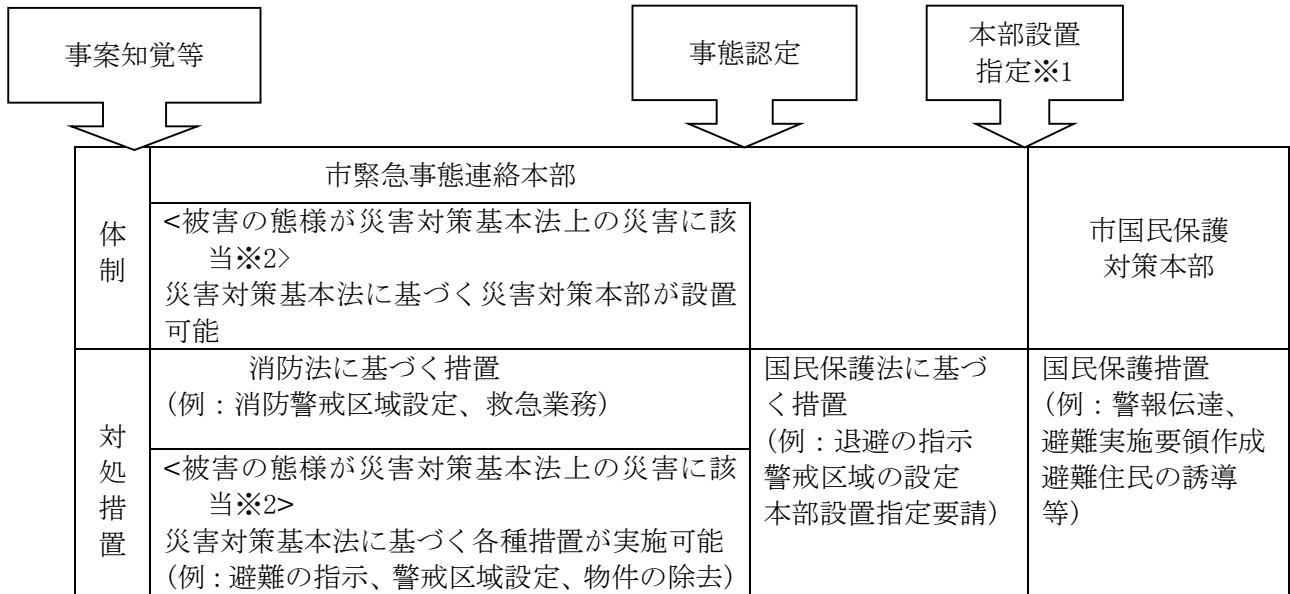 事案知覚等
事態認定
本部設置
指定※1
体制
市緊急事態連絡本部
<被害の態様が災害対策基本法上の災害に該
当※2>
災害対策基本法に基づく災害対策本部が設置
可能
市国民保護
対策本部
対処措置
消防法に基づく措置
(例：消防警戒区域設定、救急業務)
<被害の態様が災害対策基本法上の災害に該
当※2>
災害対策基本法に基づく各種措置が実施可能
(例：避難の指示、警戒区域設定、物件の除去)
国民保護法に基づ
く措置
(例：退避の指示
警戒区域の設定
本部設置指定要請)
国民保護措置
(例：警報伝達、
避難実施要領作成
避難住民の誘導
等)